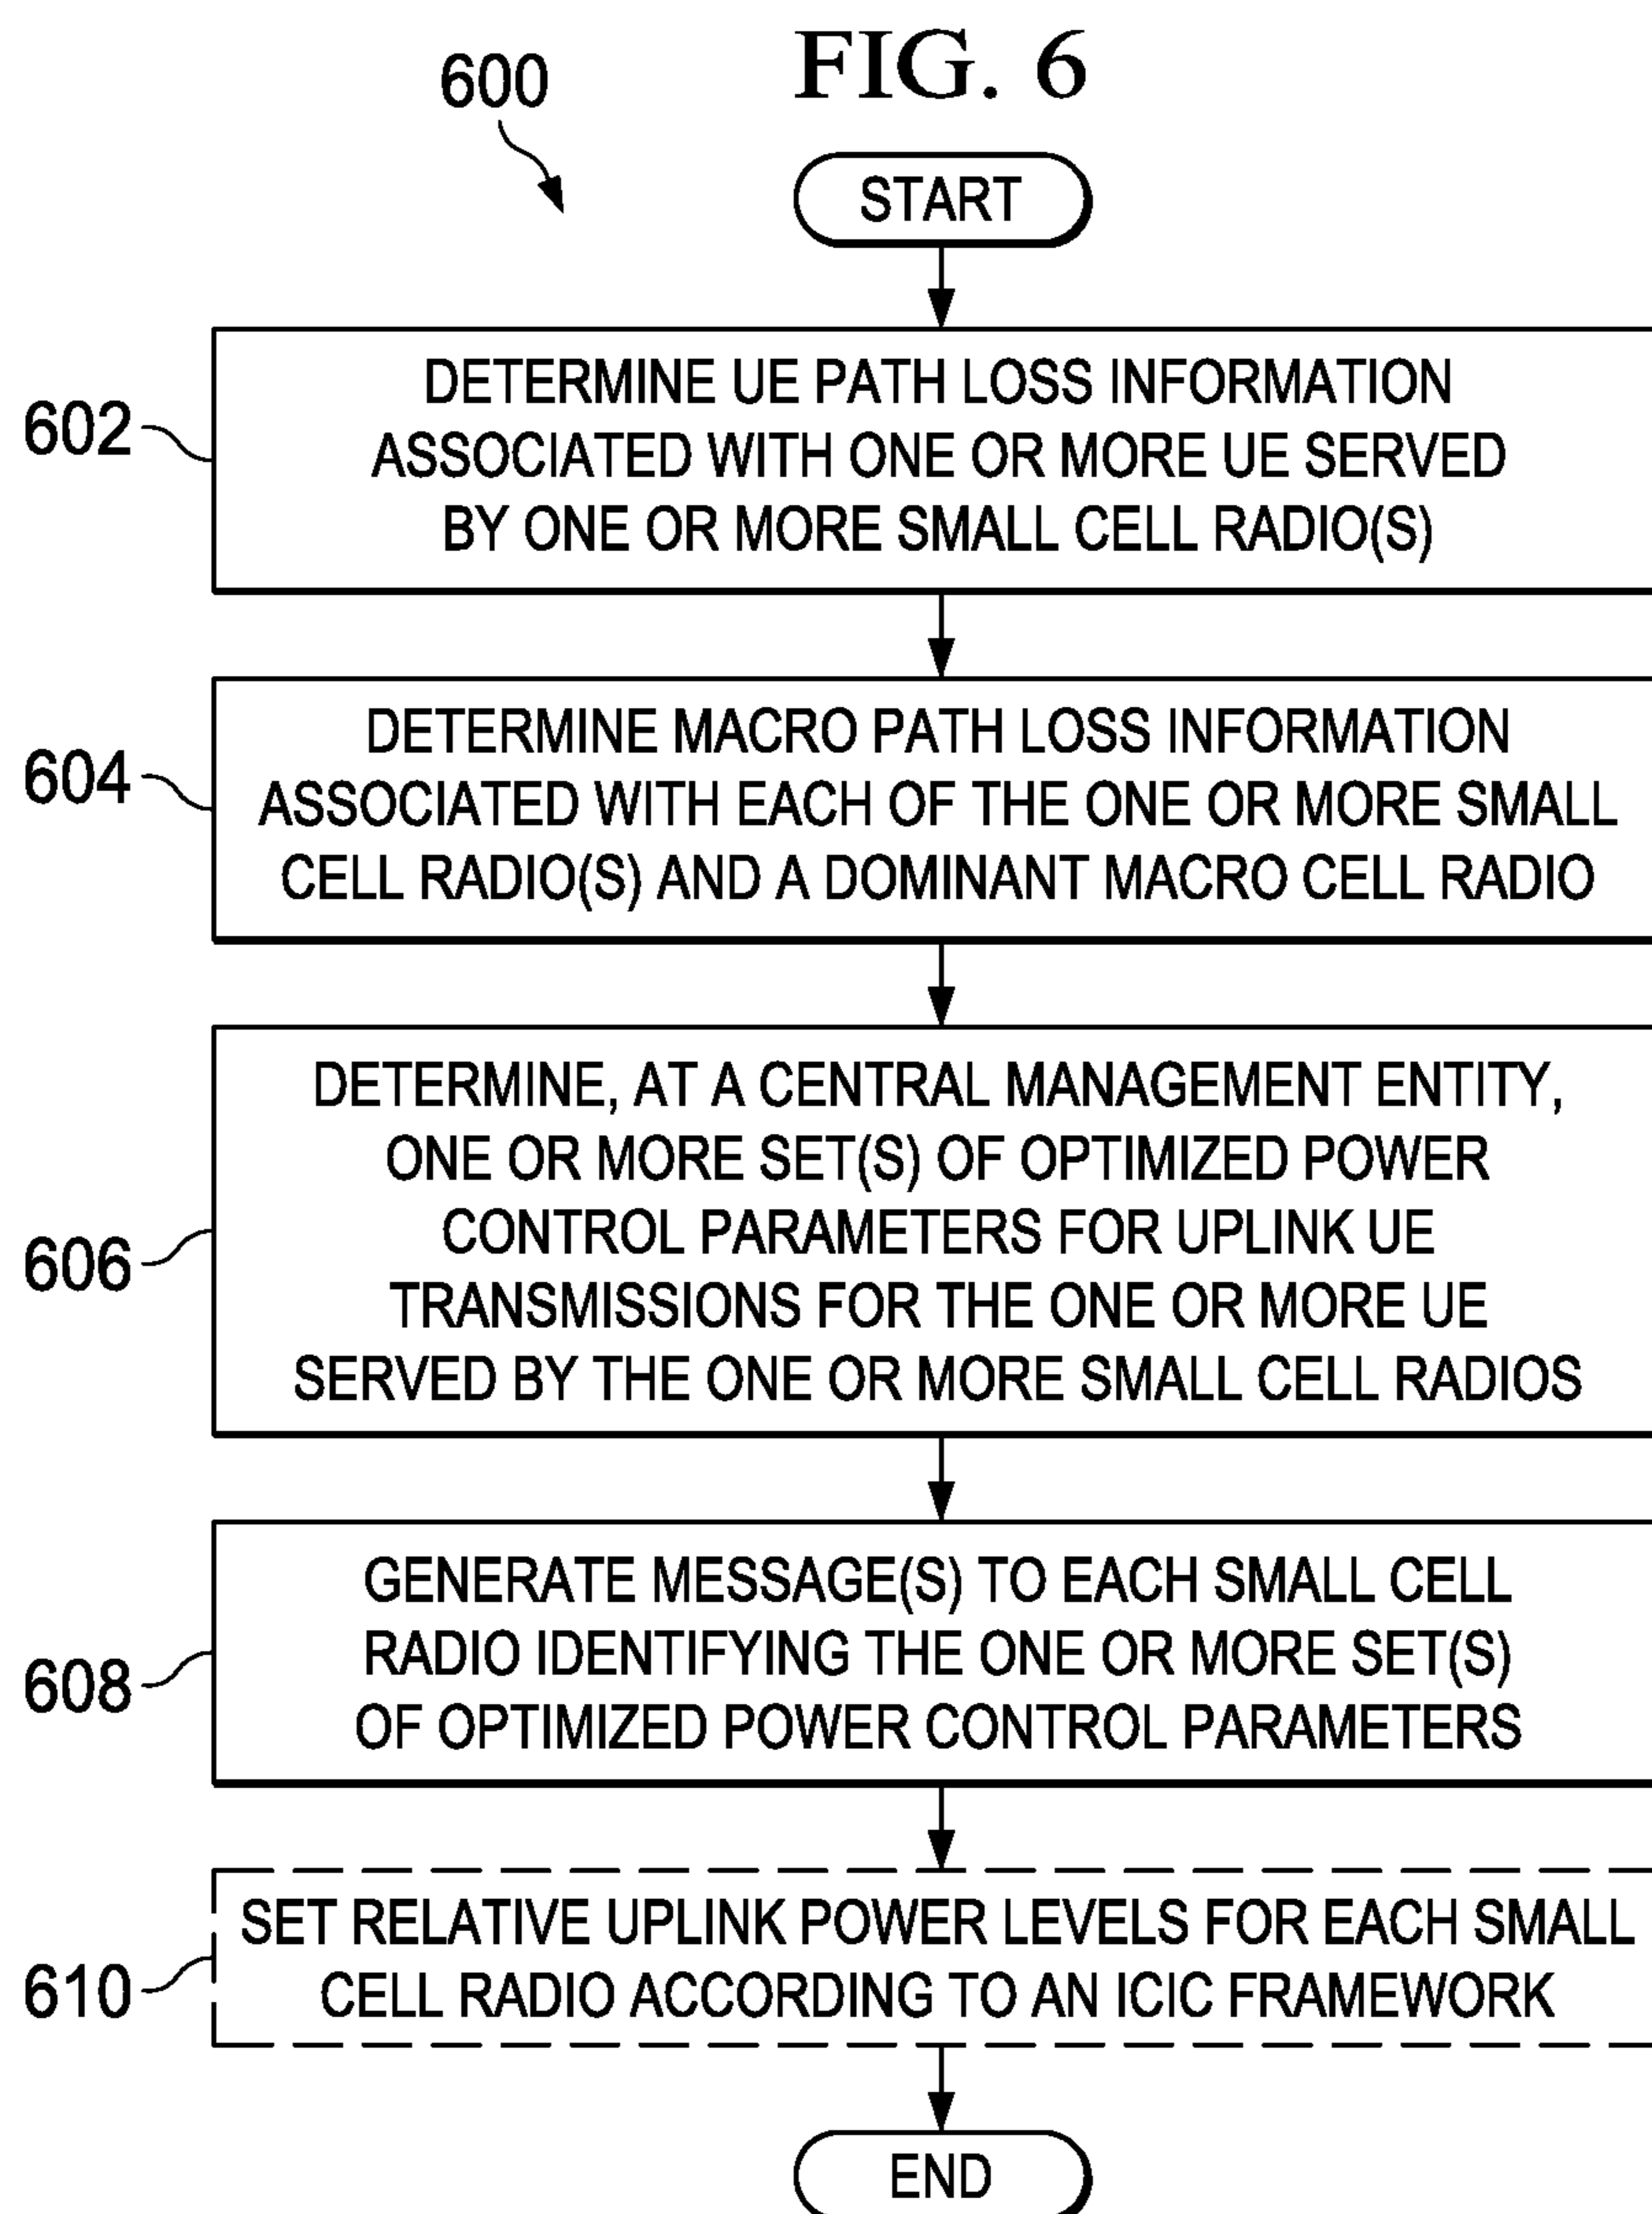 FIG. 6
600
START
602
DETERMINE UE PATH LOSS INFORMATION
ASSOCIATED WITH ONE OR MORE UE SERVED
BY ONE OR MORE SMALL CELL RADIO(S)
604
DETERMINE MACRO PATH LOSS INFORMATION
ASSOCIATED WITH EACH OF THE ONE OR MORE SMALL
CELL RADIO(S) AND A DOMINANT MACRO CELL RADIO
606
DETERMINE, AT A CENTRAL MANAGEMENT ENTITY,
ONE OR MORE SET(S) OF OPTIMIZED POWER
CONTROL PARAMETERS FOR UPLINK UE
TRANSMISSIONS FOR THE ONE OR MORE UE
SERVED BY THE ONE OR MORE SMALL CELL RADIOS
608
GENERATE MESSAGE(S) TO EACH SMALL CELL
RADIO IDENTIFYING THE ONE OR MORE SET(S)
OF OPTIMIZED POWER CONTROL PARAMETERS
610
SET RELATIVE UPLINK POWER LEVELS FOR EACH SMALL
CELL RADIO ACCORDING TO AN ICIC FRAMEWORK
END